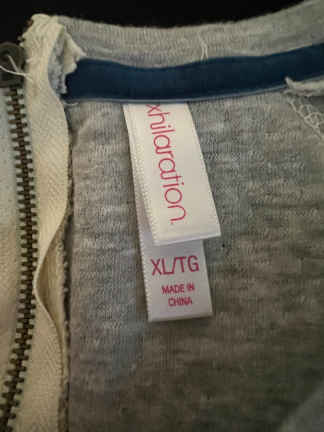 xhilaration
XL/TG
MADE IN
CHINA